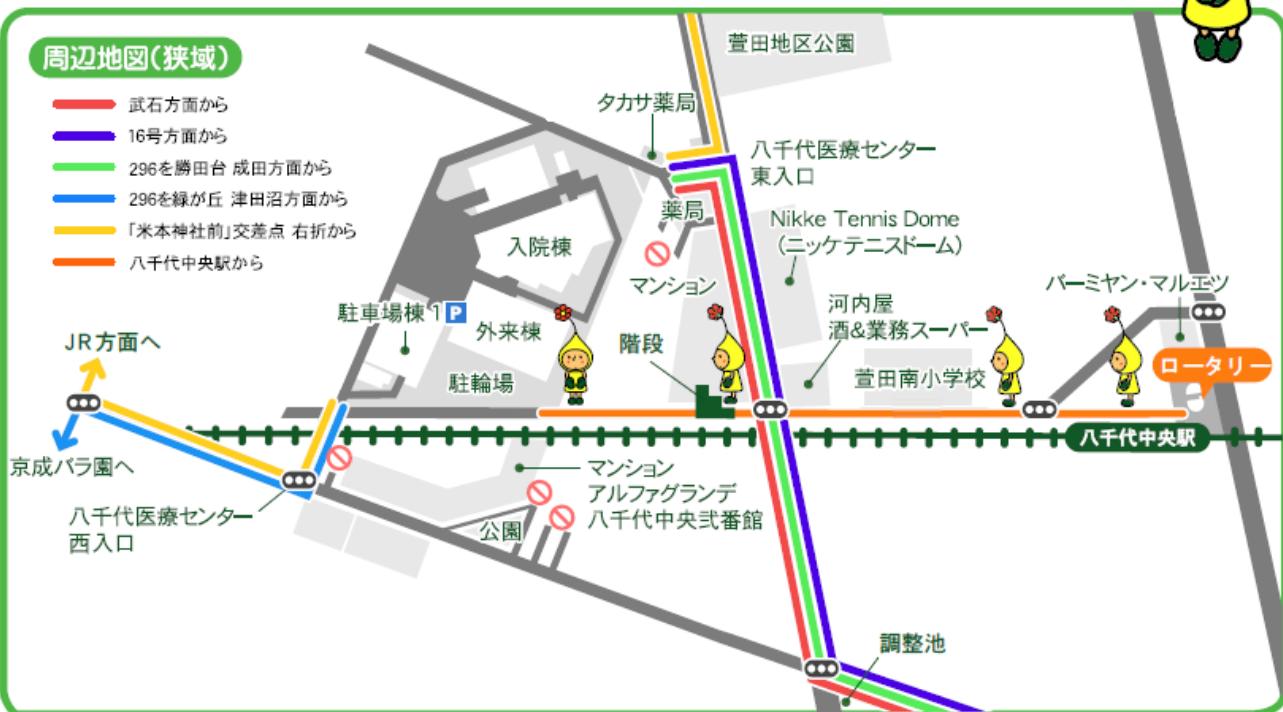 周辺地図(狭域)
武石方面から
16号方面から
296を勝田台 成田方面から
296を緑が丘 津田沼方面から
「米本神社前」交差点 右折から
八千代中央駅から
萱田地区公園
タカサ薬局
八千代医療センター
東入口
薬局
Nikke Tennis Dome
(ニッケテニスドーム)
入院棟
マンション
バーミヤン・マルエツ
駐車場棟 1 P
河内屋
酒&業務スーパー
外来棟
JR方面へ
階段
ロータリー
萱田南小学校
駐輪場
八千代中央駅
京成バラ園へ
マンション
アルファグランデ
八千代中央弐番館
八千代医療センター
西入口
公園
調整池